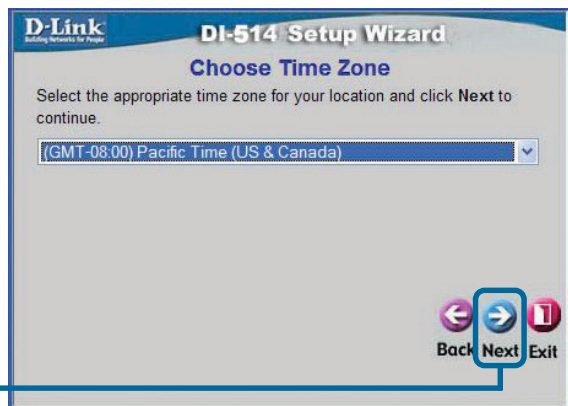 D-Link
Building Networks for People
DI-514 Setup Wizard
Choose Time Zone
Select the appropriate time zone for your location and click Next to
continue.
(GMT-08:00) Pacific Time (US & Canada)
Back Next Exit